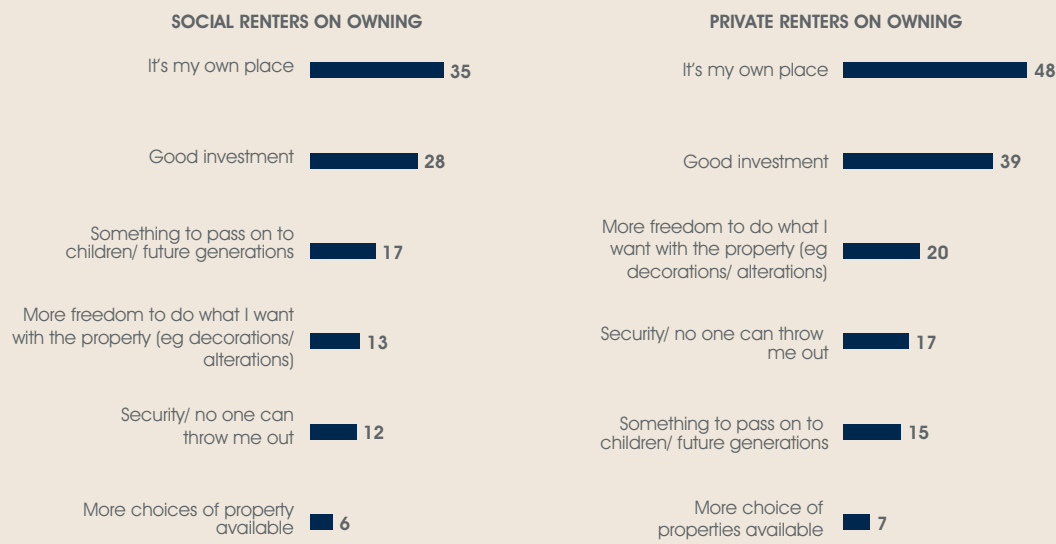 SOCIAL RENTERS ON OWNING
It's my own place
35
Good investment
28
Something to pass on to
children/ future generations
17
More freedom to do what I want
with the property (eg decorations/
alterations)
13
Security/ no one can
throw me out
12
More choices of property
available
6
PRIVATE RENTERS ON OWNING
It's my own place
48
Good investment
39
More freedom to do what I
want with the property (eg
decorations/ alterations)
20
Security/ no one can throw
me out
17
Something to pass on to
children/ future generations
15
More choice of
properties available
7